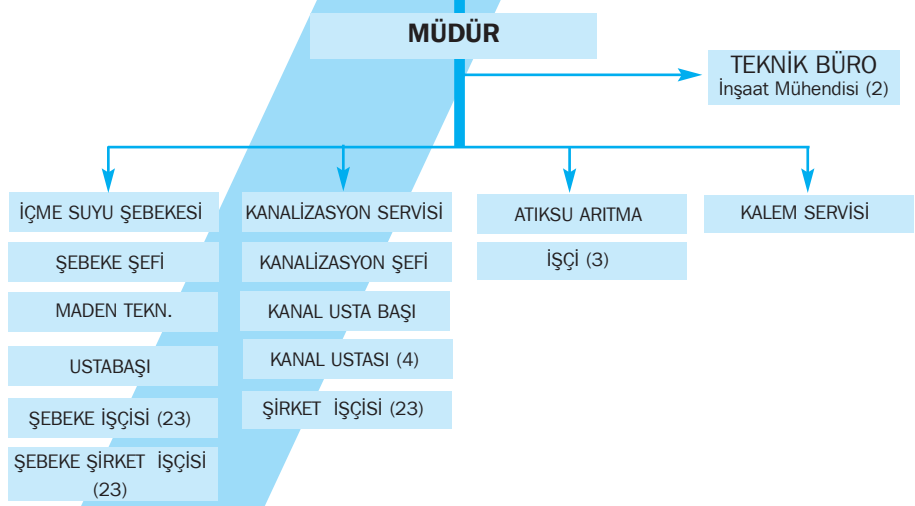 MÜDÜR
TEKNİK BÜRO
İnşaat Mühendisi (2)
İÇME SUYU ŞEBEKESİ
ŞEBEKE ŞEFİ
MADEN TEKN.
USTABAŞI
ŞEBEKE İŞÇİSİ (23)
ŞEBEKE ŞİRKET İŞÇİSİ
(23)
KANALİZASYON SERVİSİ
KANALİZASYON ŞEFİ
KANAL USTA BAŞI
KANAL USTASI (4)
ŞİRKET İŞÇİSİ (23)
ATIKSU ARITMA
İŞÇİ (3)
KALEM SERVİSİ